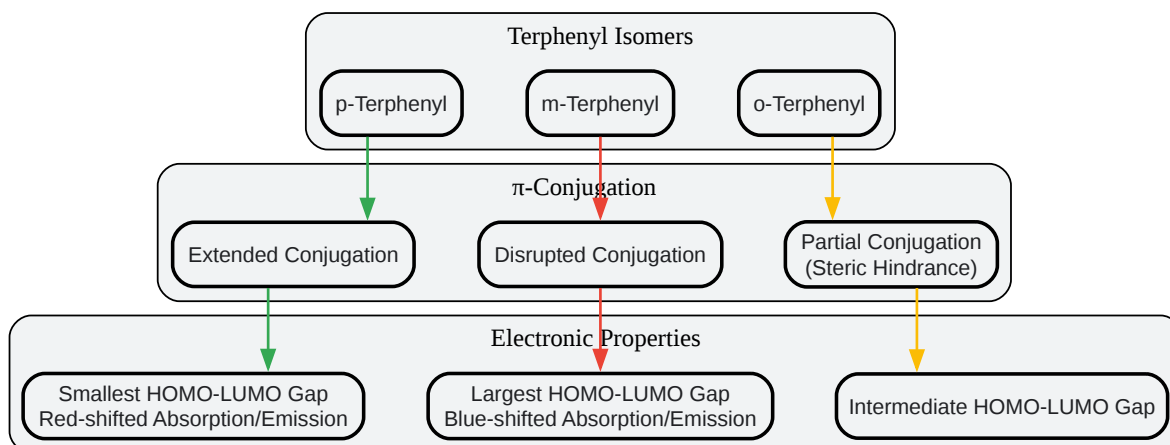 Terphenyl Isomers
p-Terphenyl
m-Terphenyl
o-Terphenyl
π-Conjugation
Extended Conjugation
Disrupted Conjugation
Partial Conjugation
(Steric Hindrance)
Electronic Properties
Smallest HOMO-LUMO Gap
Red-shifted Absorption/Emission
Largest HOMO-LUMO Gap
Blue-shifted Absorption/Emission
Intermediate HOMO-LUMO Gap